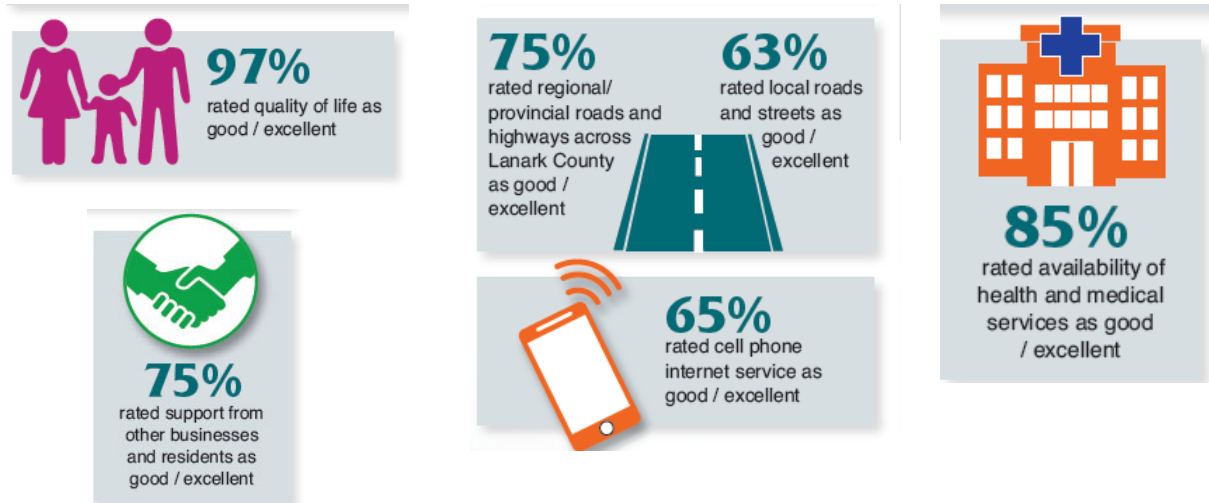 97%
rated quality of life as
good / excellent
75%
rated support from
other businesses
and residents as
good / excellent
75%
rated regional/
provincial roads and
highways across
Lanark County
as good /
excellent
63%
rated local roads
and streets as
good /
excellent
65%
rated cell phone
internet service as
good / excellent
85%
rated availability of
health and medical
services as good
/ excellent